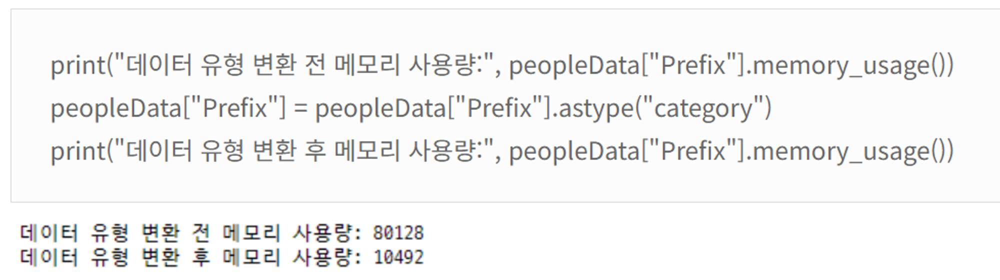 print("데이터 유형 변환 전 메모리 사용량:", peopleData["Prefix"].memory_usage())
peopleData["Prefix"] = peopleData["Prefix"].astype("category")
print("데이터 유형 변환 후 메모리 사용량:", peopleData["Prefix"].memory_usage())
데이터 유형 변환 전 메모리 사용량: 80128
데이터 유형 변환 후 메모리 사용량: 10492